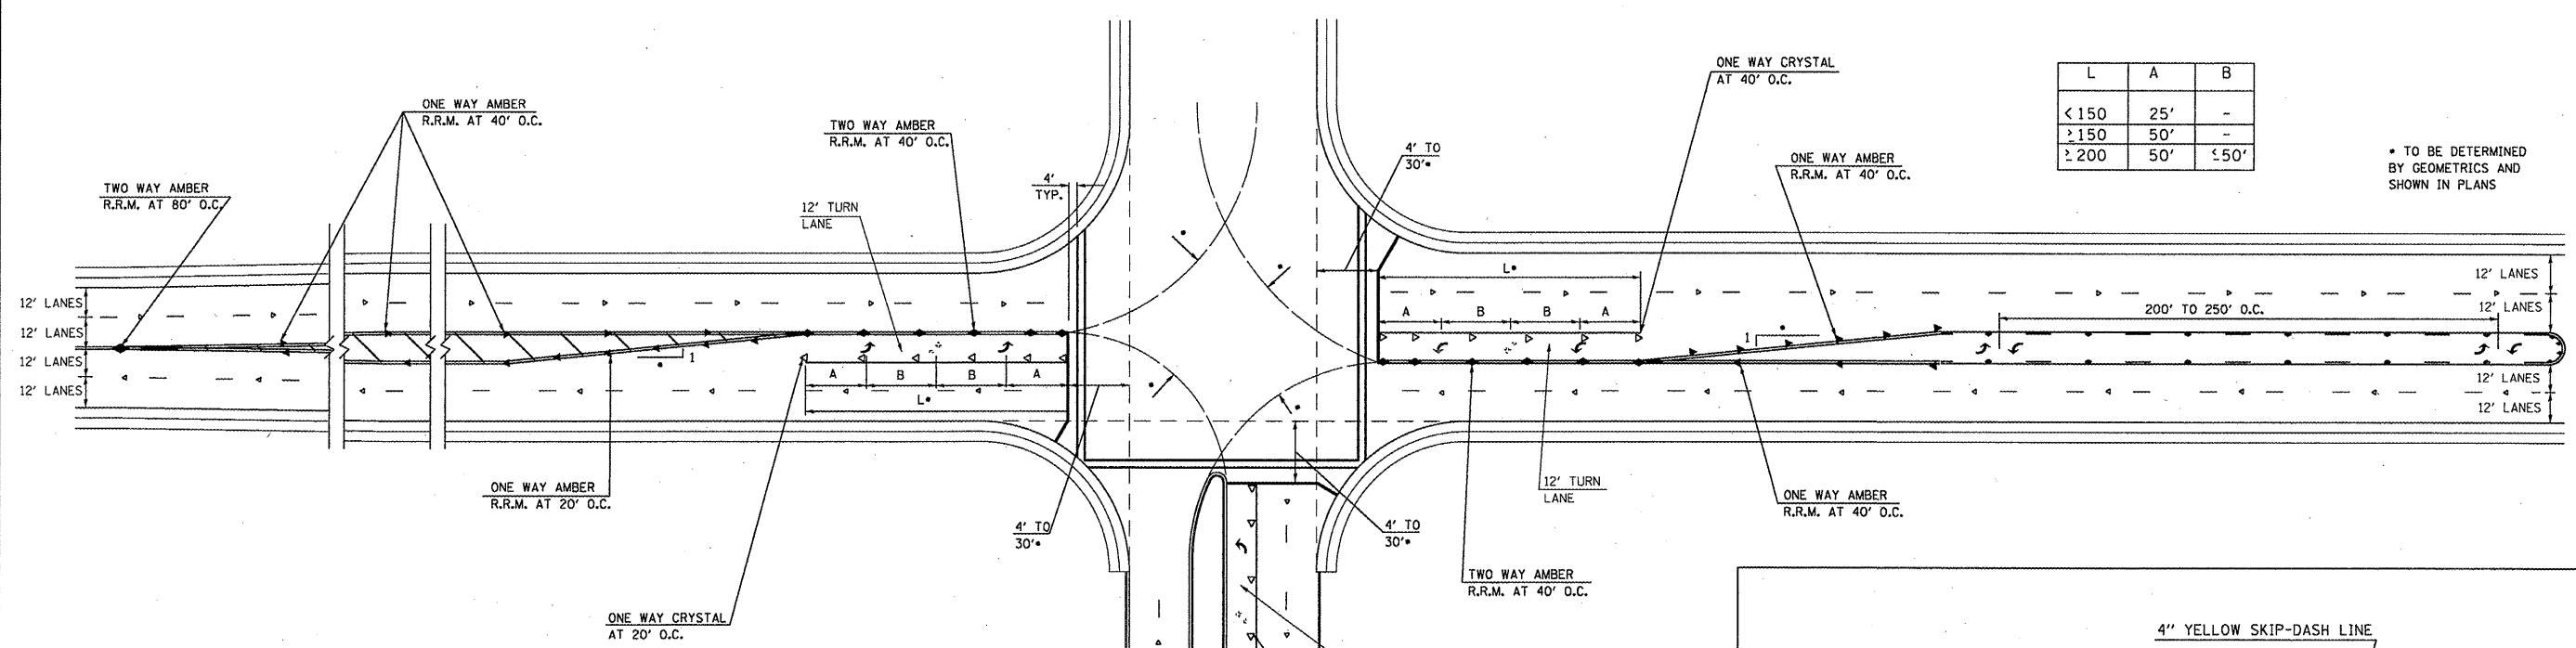 ONE WAY CRYSTAL
AT 40' O.C.
L A B
<150 25' -
≥150 50' -
≥200 50' ≤50'
ONE WAY AMBER
R.R.M. AT 40' O.C.
TWO WAY AMBER
R.R.M. AT 40' O.C.
4' TO
30'*
ONE WAY AMBER
R.R.M. AT 40' O.C.
* TO BE DETERMINED
BY GEOMETRICS AND
SHOWN IN PLANS
TWO WAY AMBER
R.R.M. AT 80' O.C.
4'
TYP.
12' TURN
LANE
12' LANES
12' LANES
12' LANES
12' LANES
L*
A B B A
1
200' TO 250' O.C.
12' LANES
12' LANES
12' LANES
12' LANES
1
A B B A
L*
ONE WAY AMBER
R.R.M. AT 20' O.C.
4' TO
30'*
4' TO
30'*
12' TURN
LANE
ONE WAY AMBER
R.R.M. AT 40' O.C.
TWO WAY AMBER
R.R.M. AT 40' O.C.
ONE WAY CRYSTAL
AT 20' O.C.
4" YELLOW SKIP-DASH LINE